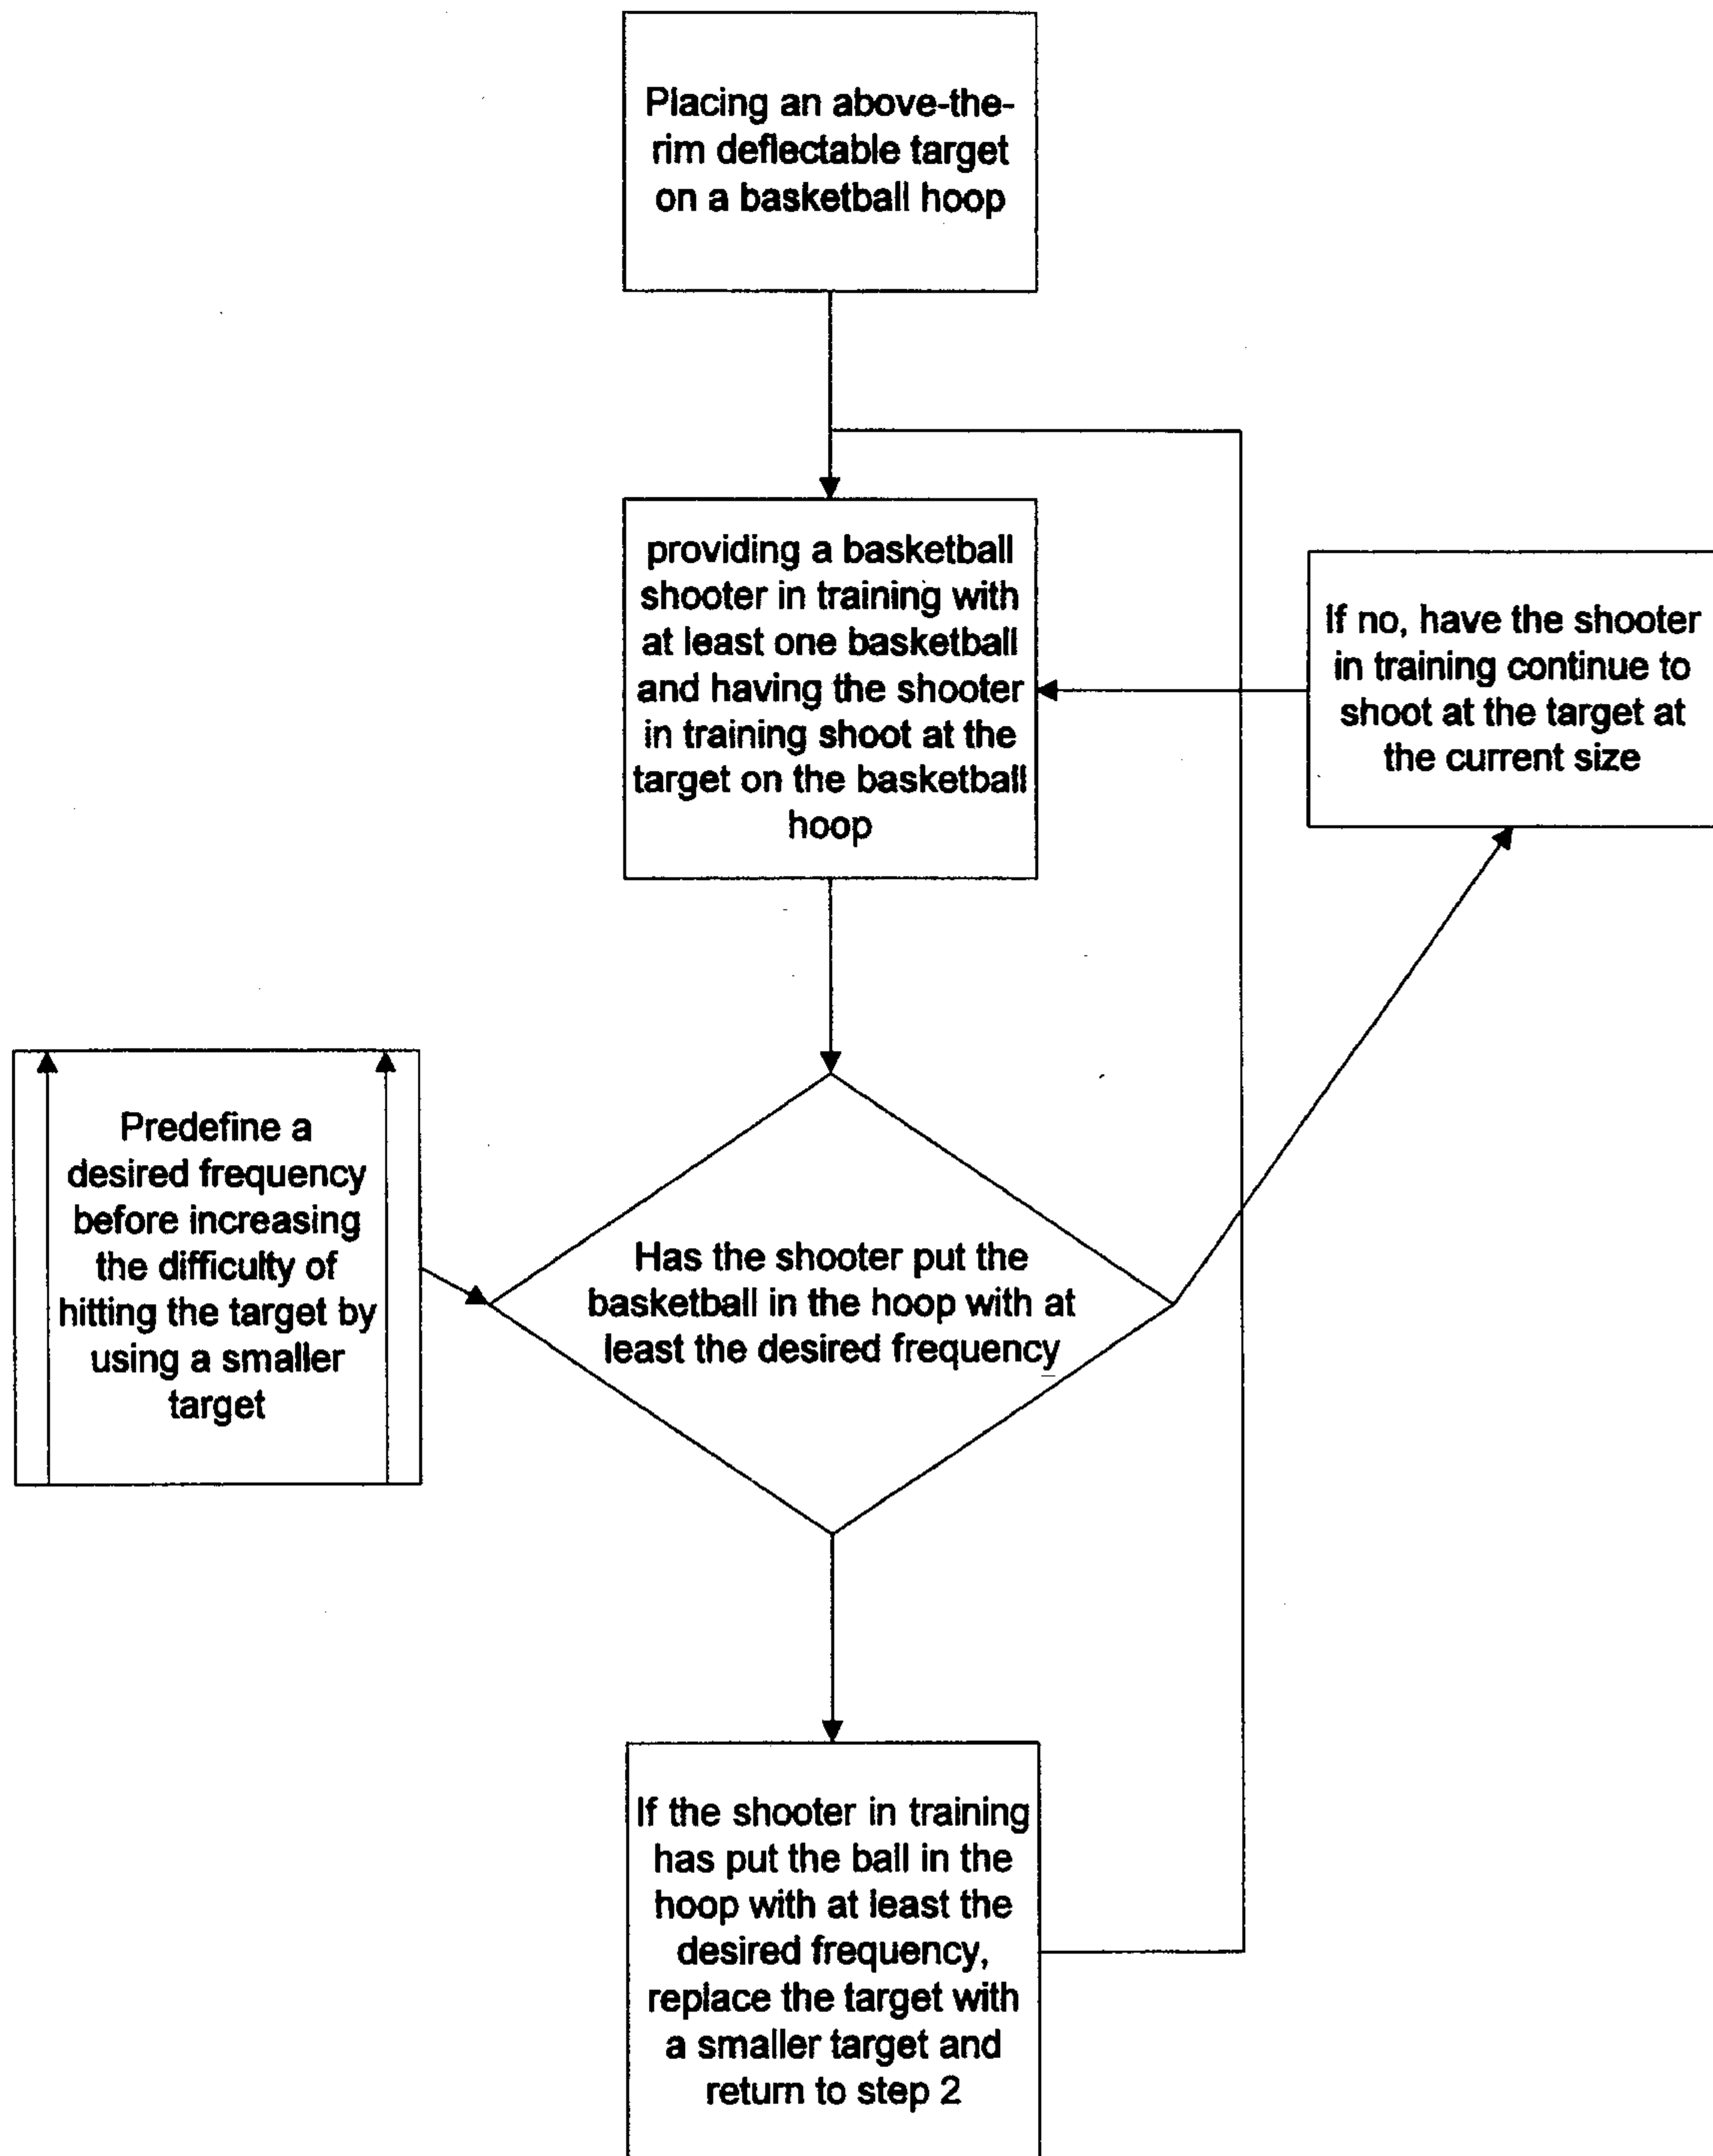 Placing an above-the-
rim deflectable target
on a basketball hoop
providing a basketball
shooter in training with
at least one basketball
and having the shooter
in training shoot at the
target on the basketball
hoop
If no, have the shooter
in training continue to
shoot at the target at
the current size
Predefine a
desired frequency
before increasing
the difficulty of
hitting the target by
using a smaller
target
Has the shooter put the
basketball in the hoop with at
least the desired frequency
If the shooter in training
has put the ball in the
hoop with at least the
desired frequency,
replace the target with
a smaller target and
return to step 2